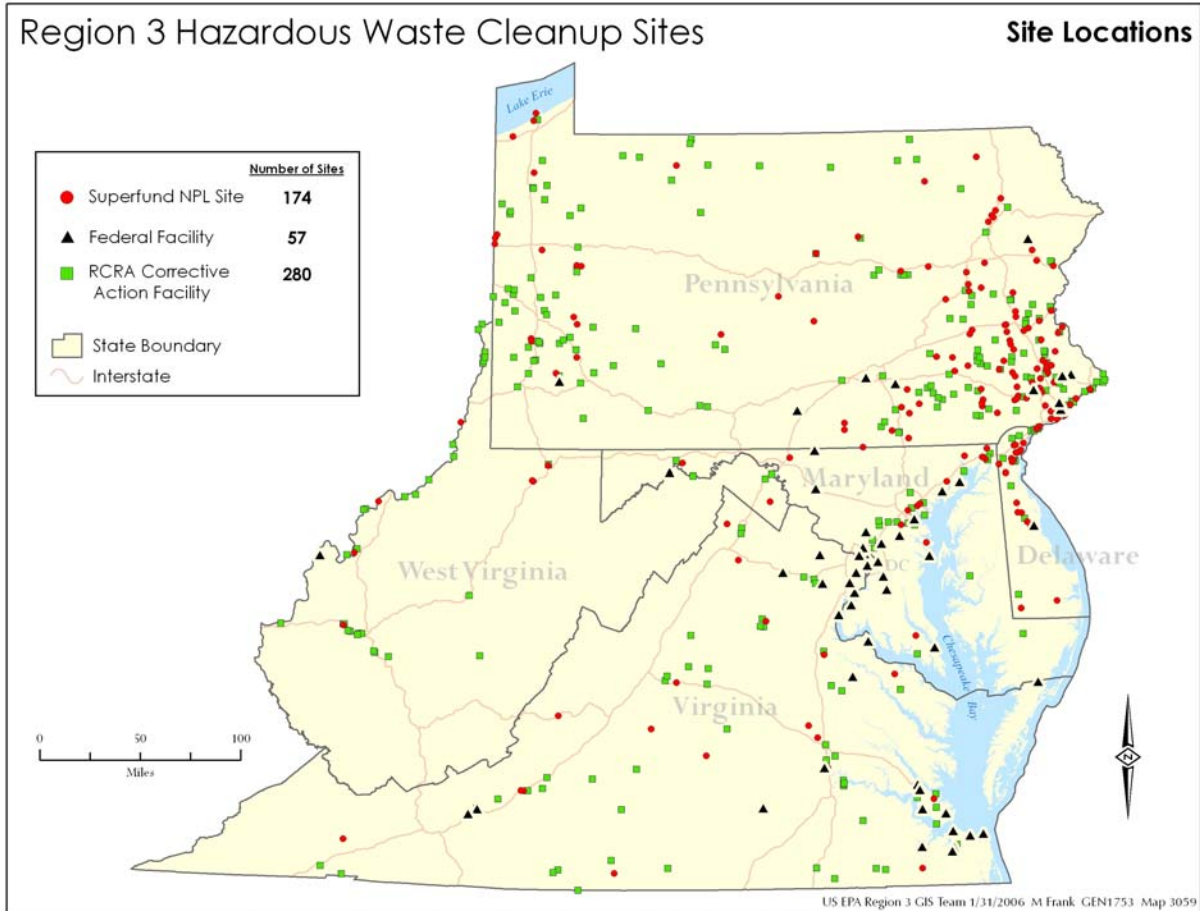 Region 3 Hazardous Waste Cleanup Sites
Site Locations
Lake Erie
Number of Sites
Superfund NPL Site 174
Federal Facility 57
RCRA Corrective 280
Action Facility
State Boundary
Interstate
Pennsylvania
Maryland
West Virginia
DC
Delaware
Chesapeake
Bay
Virginia
0 50 100
Miles
N
US EPA Region 3 GIS Team 1/31/2006 M Frank GEN1753 Map 3059